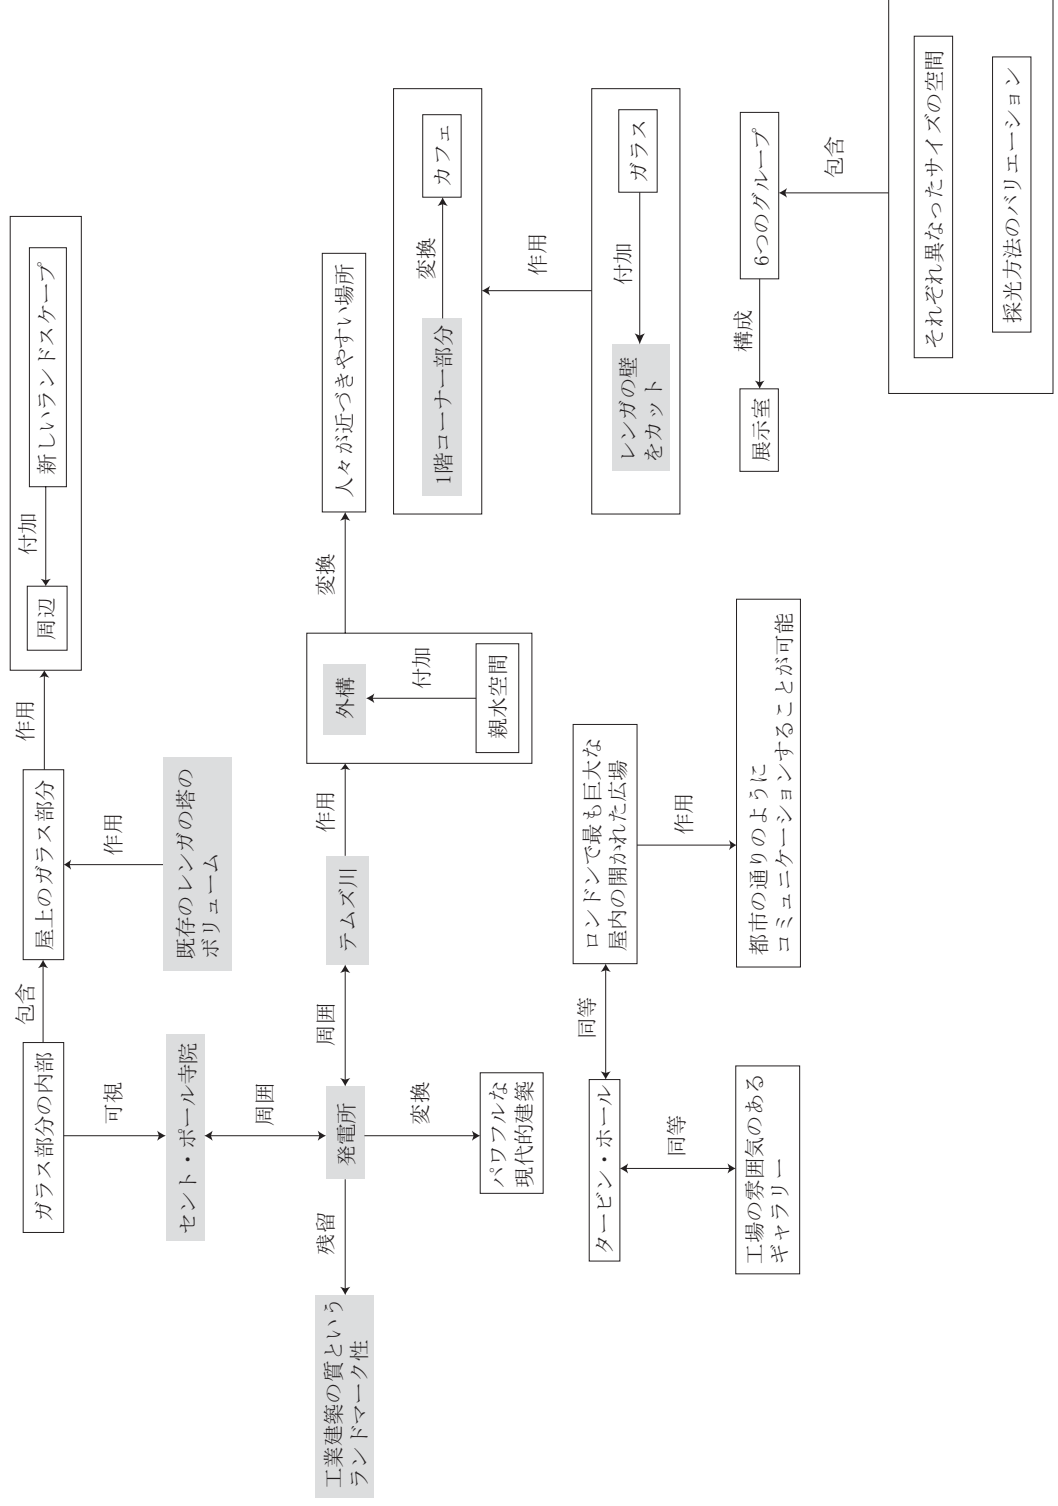 ガラス部分の内部
包含
屋上のガラス部分
作用
周辺
付加
新しいランドスケープ
可視
作用
既存のレンガの塔の
ボリューム
セント・ポール寺院
周囲
工業建築の質という
ランドマーク性
残留
発電所
周囲
テムズ川
作用
外構
付加
親水空間
変換
人々が近づきやすい場所
変換
パワフルな
現代的建築
1階コーナー部分
変換
カフェ
作用
レンガの壁
をカット
付加
ガラス
タービン・ホール
同等
ロンドンで最も巨大な
屋内の開かれた広場
同等
作用
工場の雰囲気のある
ギャラリー
都市の通りのように
コミュニケーションすることが可能
展示室
構成
6つのグループ
包含
それぞれ異なったサイズの空間
採光方法のバリエーション